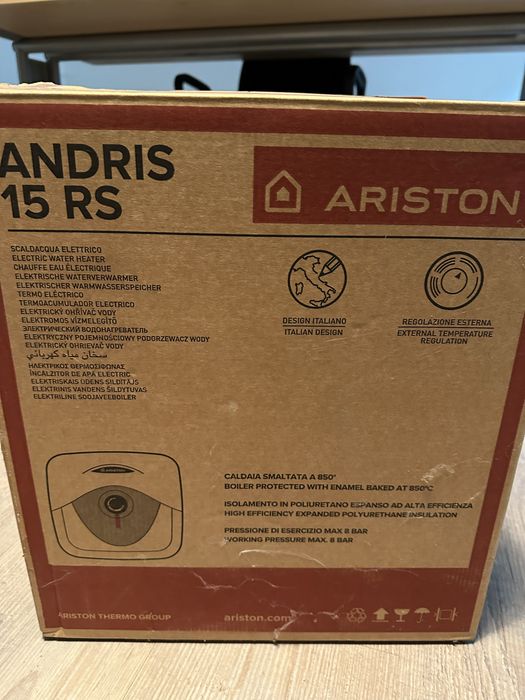 ANDRIS
15 RS
ARISTON
SCALDACQUA ELETTRICO
ELECTRIC WATER HEATER
CHAUFFE EAU ÉLECTRIQUE
ELEKTRISCHE WATERVERWARMER
ELEKTRISCHER WARMWASSERSPEICHER
TERMO ELÉCTRICO
TERMOACUMULADOR ELECTRICO
ELEKTRICKÝ OHŘÍVAČ VODY
ELEKTROMOS VÍZMELEGÍTŐ
ЭЛЕКТРИЧЕСКИЙ ВОДОНАГРЕВАТЕЛЬ
ELEKTRYCZNY POJEMNOŚCIOWY PODGRZEWACZ WODY
ELEKTRICKÝ OHRIEVAČ VODY
سخان مياه كهربائي
ΗΛΕΚΤΡΙΚΟΣ ΘΕΡΜΟΣΙΦΩΝΑΣ
ÎNCALZITOR DE APĂ ELECTRIC
ELEKTRISKAIS ŪDENS SILDĪTĀJS
ELEKTRINIS VANDENS ŠILDYTUVAS
ELEKTRILINE SOOJAVEEBOILER
DESIGN ITALIANO
ITALIAN DESIGN
REGOLAZIONE ESTERNA
EXTERNAL TEMPERATURE
REGULATION
ARISTON
CALDAIA SMALTATA A 850°
BOILER PROTECTED WITH ENAMEL BAKED AT 850°C
ISOLAMENTO IN POLIURETANO ESPANSO AD ALTA EFFICIENZA
HIGH EFFICIENCY EXPANDED POLYURETHANE INSULATION
PRESSIONE DI ESERCIZIO MAX 8 BAR
WORKING PRESSURE MAX. 8 BAR
ARISTON THERMO GROUP
ariston.com